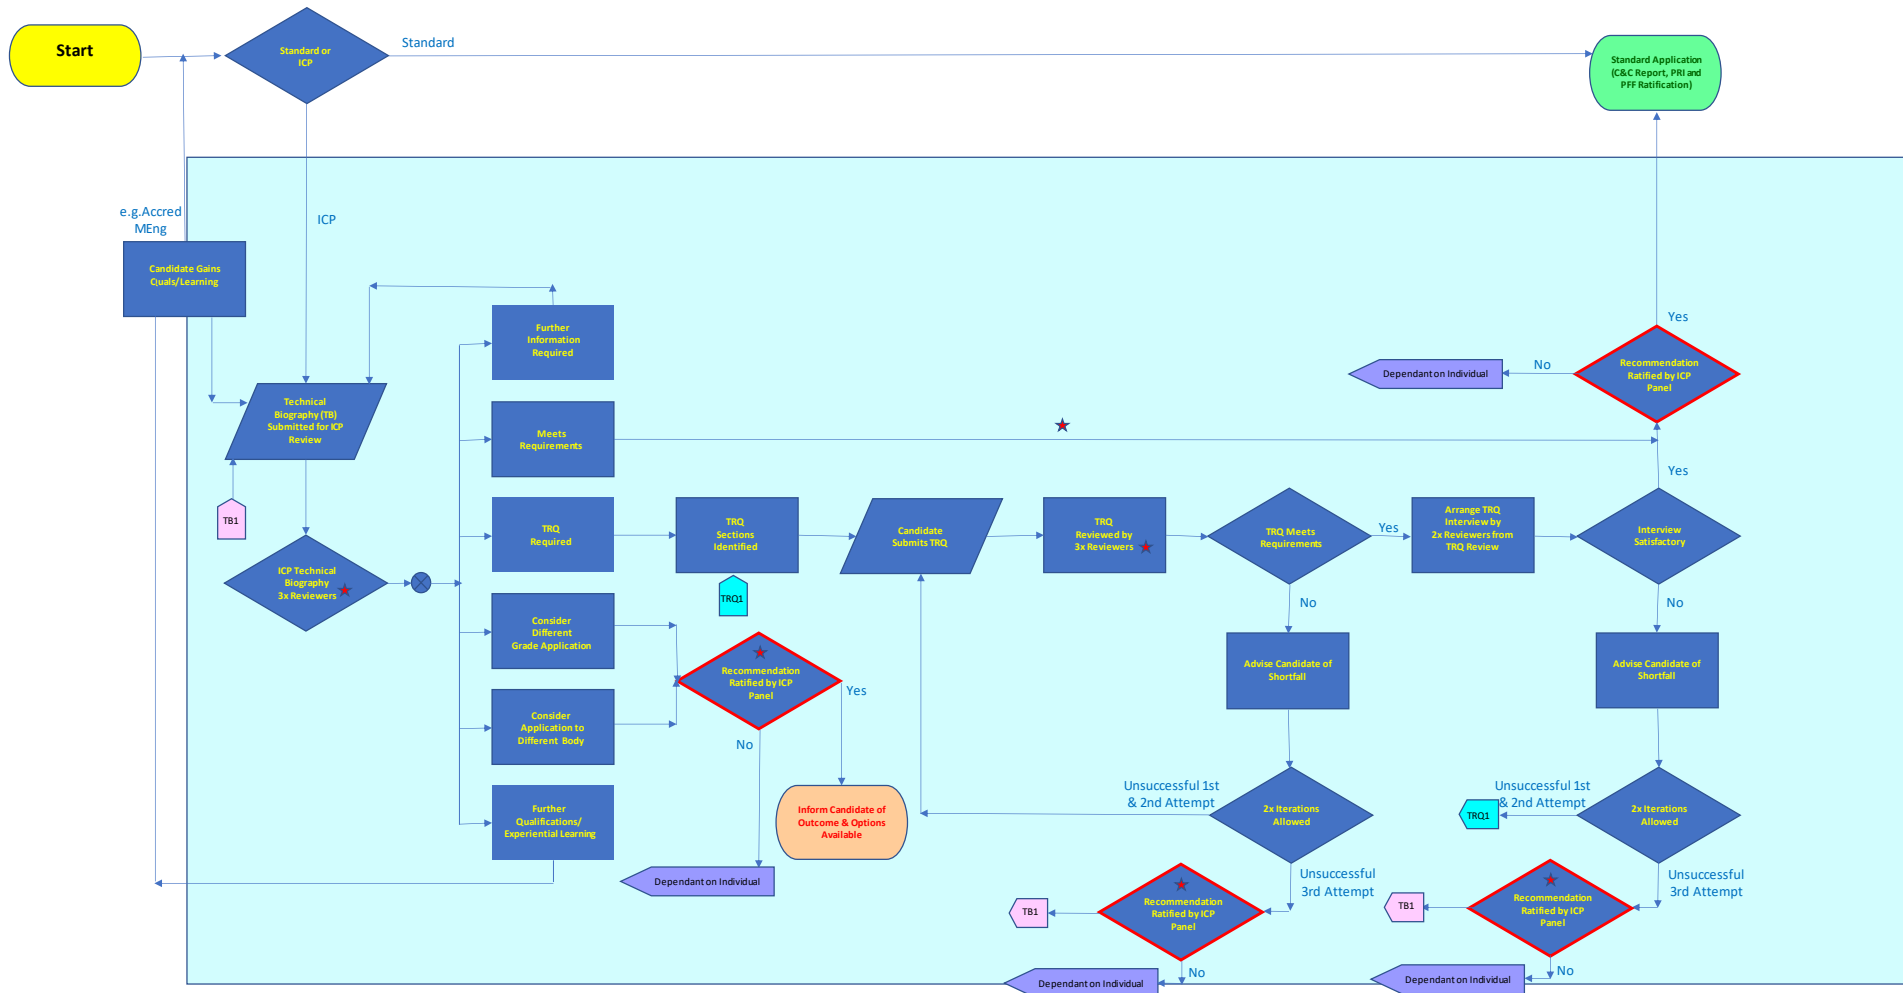 Start
Standard or
ICP
Standard
Standard Application
(C&C Report, PRI and
PFF Ratification)
e.g.Accred
MEng
ICP
Candidate Gains
Quals/Learning
Further
Information
Required
Yes
Recommendation
Ratified by ICP
Panel
No
Dependant on Individual
Technical
Biography (TB)
Submitted for ICP
Review
Meets
Requirements
Yes
TB1
TRQ
Required
TRQ
Sections
Identified
Candidate
Submits TRQ
TRQ
Reviewed by
3x Reviewers
TRQ Meets
Requirements
Yes
Arrange TRQ
Interview by
2x Reviewers from
TRQ Review
Interview
Satisfactory
ICP Technical
Biography
3x Reviewers
TRQ1
No
No
Consider
Different
Grade Application
Recommendation
Ratified by ICP
Panel
Yes
No
Advise Candidate of
Shortfall
Advise Candidate of
Shortfall
Consider
Application to
Different Body
Further
Qualifications/
Experiential Learning
Inform Candidate of
Outcome & Options
Available
Unsuccessful 1st
& 2nd Attempt
2x Iterations
Allowed
Unsuccessful 1st
& 2nd Attempt
TRQ1
2x Iterations
Allowed
Dependant on Individual
Unsuccessful
3rd Attempt
Unsuccessful
3rd Attempt
TB1
Recommendation
Ratified by ICP
Panel
TB1
Recommendation
Ratified by ICP
Panel
No
No
Dependant on Individual
Dependant on Individual